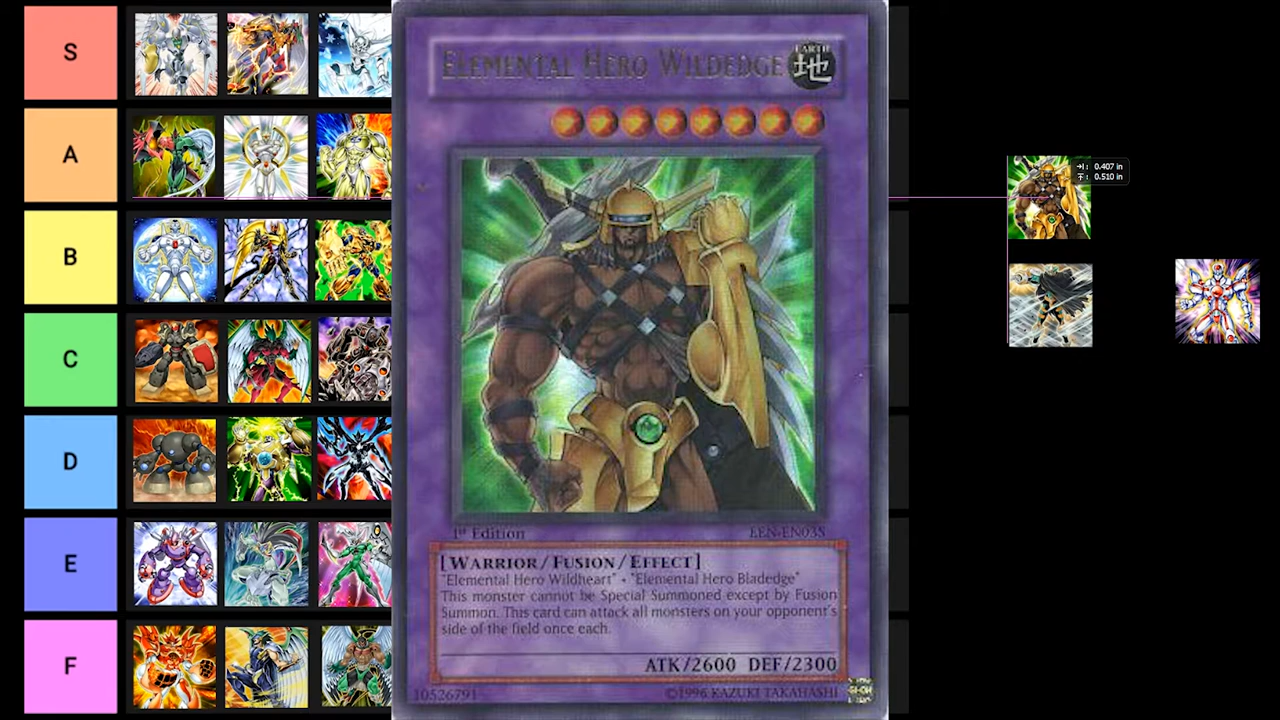 S
A
B
C
D
E
F
ELEMENTAL HERO WILDEDGE
EARTH
地
1st Edition
EEN-EN035
[WARRIOR/FUSION/EFFECT]
"Elemental Hero Wildheart" + "Elemental Hero Bladedge"
This monster cannot be Special Summoned except by Fusion
Summon. This card can attack all monsters on your opponent's
side of the field once each.
ATK/2600 DEF/2300
10526791
©1996 KAZUKI TAKAHASHI
0.407 in
0.510 in